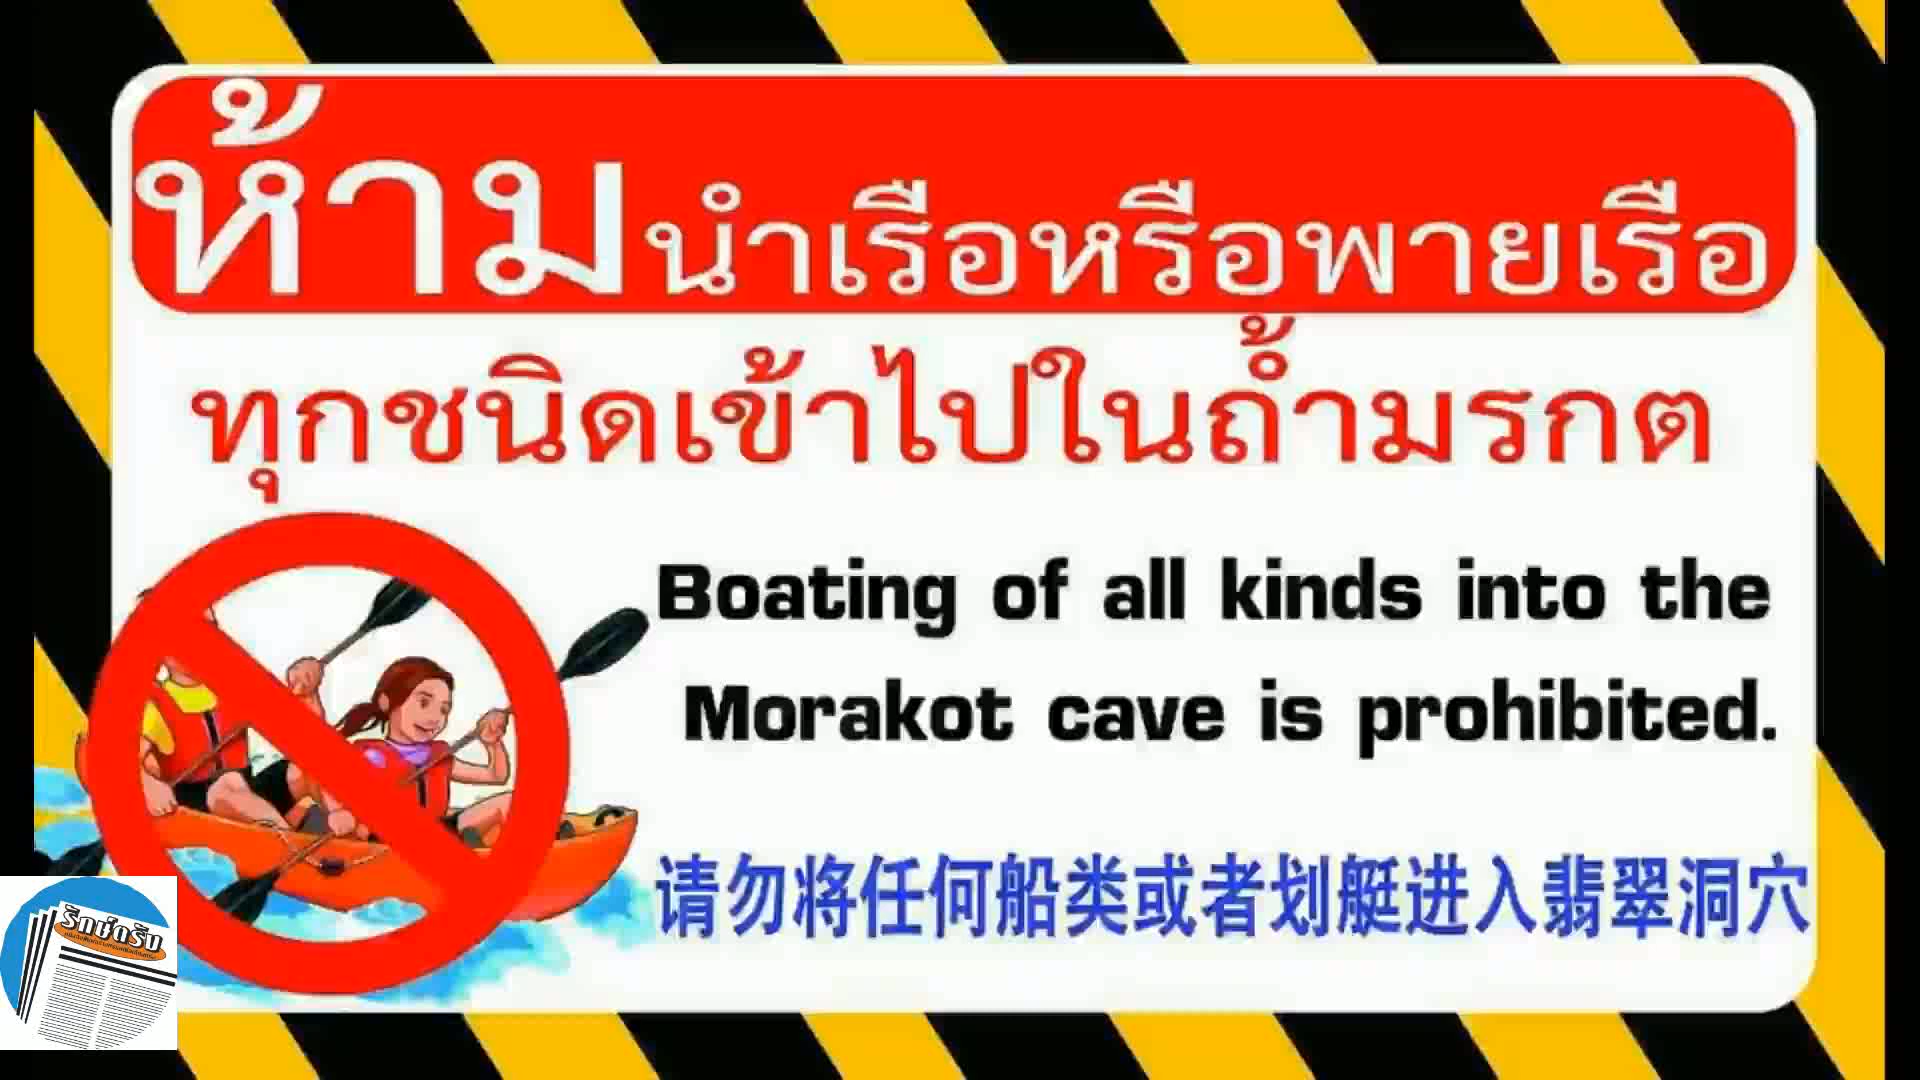 ห้ามนำเรือหรือพายเรือ
ทุกชนิดเข้าไปในถ้ำมรกต
Boating of all kinds into the
Morakot cave is prohibited.
请勿将任何船类或者划艇进入翡翠洞穴
รักษ์ตรัง